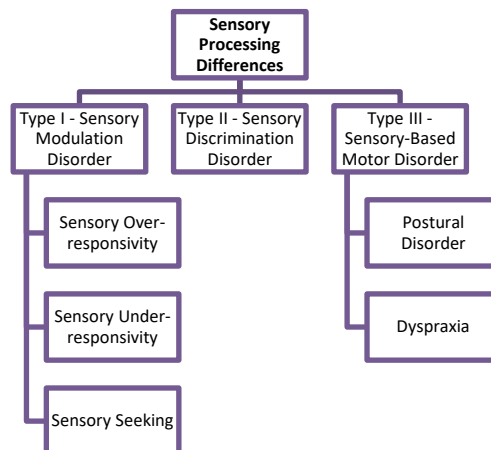 Sensory
Processing
Differences
Type I - Sensory
Modulation
Disorder
Type II - Sensory
Discrimination
Disorder
Type III -
Sensory-Based
Motor Disorder
Sensory Over-
responsivity
Sensory Under-
responsivity
Sensory Seeking
Postural
Disorder
Dyspraxia